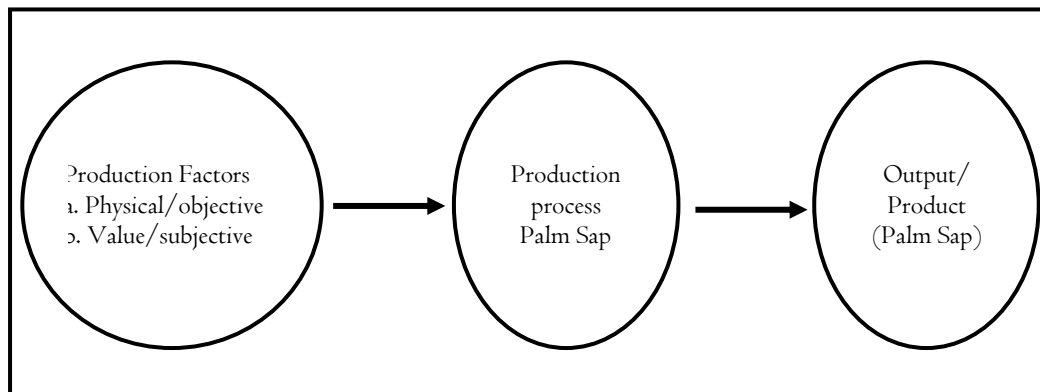 Production Factors
a. Physical/objective
b. Value/subjective
Production
process
Palm Sap
Output/
Product
(Palm Sap)